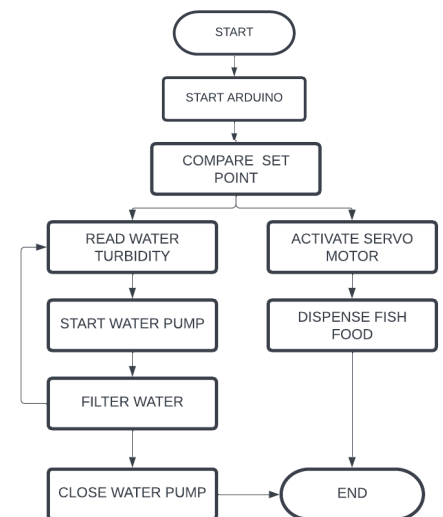 START
START ARDUINO
COMPARE SET
POINT
READ WATER
TURBIDITY
ACTIVATE SERVO
MOTOR
START WATER PUMP
DISPENSE FISH
FOOD
FILTER WATER
CLOSE WATER PUMP
END